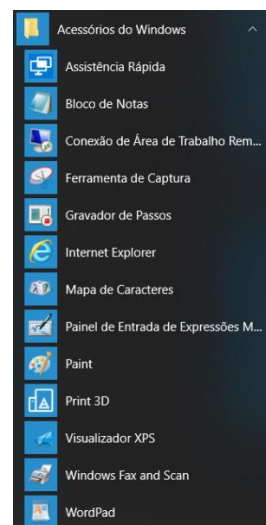 Acessórios do Windows
Assistência Rápida
Bloco de Notas
Conexão de Área de Trabalho Rem...
Ferramenta de Captura
Gravador de Passos
Internet Explorer
Mapa de Caracteres
Painel de Entrada de Expressões M...
Paint
Print 3D
Visualizador XPS
Windows Fax and Scan
WordPad